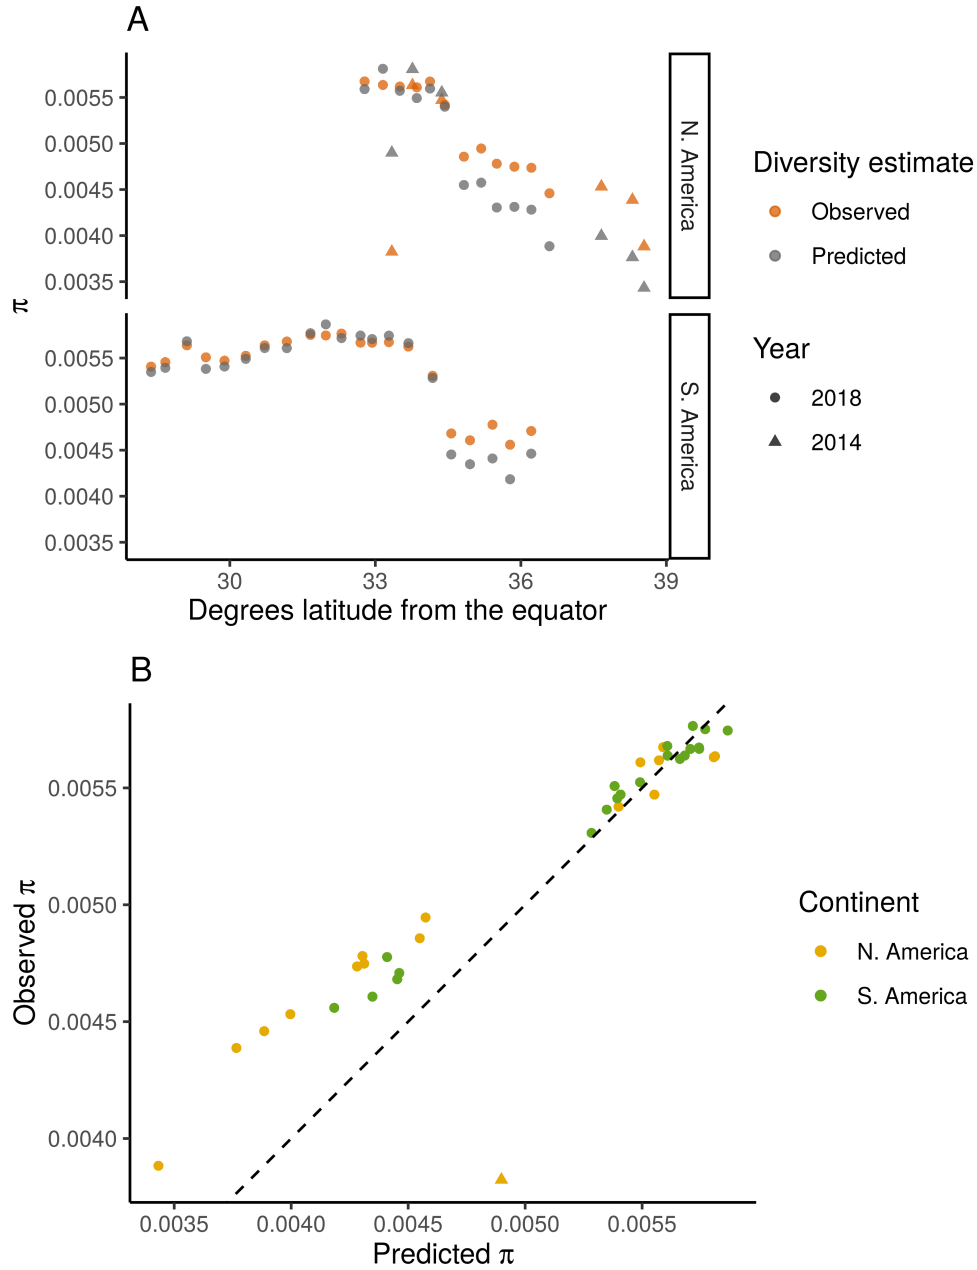 A
0.0055
0.0050
0.0045
0.0040
0.0035
N. America
π
0.0055
0.0050
0.0045
0.0040
0.0035
S. America
30 33 36 39
Degrees latitude from the equator
Diversity estimate
Observed
Predicted
Year
2018
2014
B
0.0055
0.0050
0.0045
0.0040
Observed π
0.0035 0.0040 0.0045 0.0050 0.0055
Predicted π
Continent
N. America
S. America